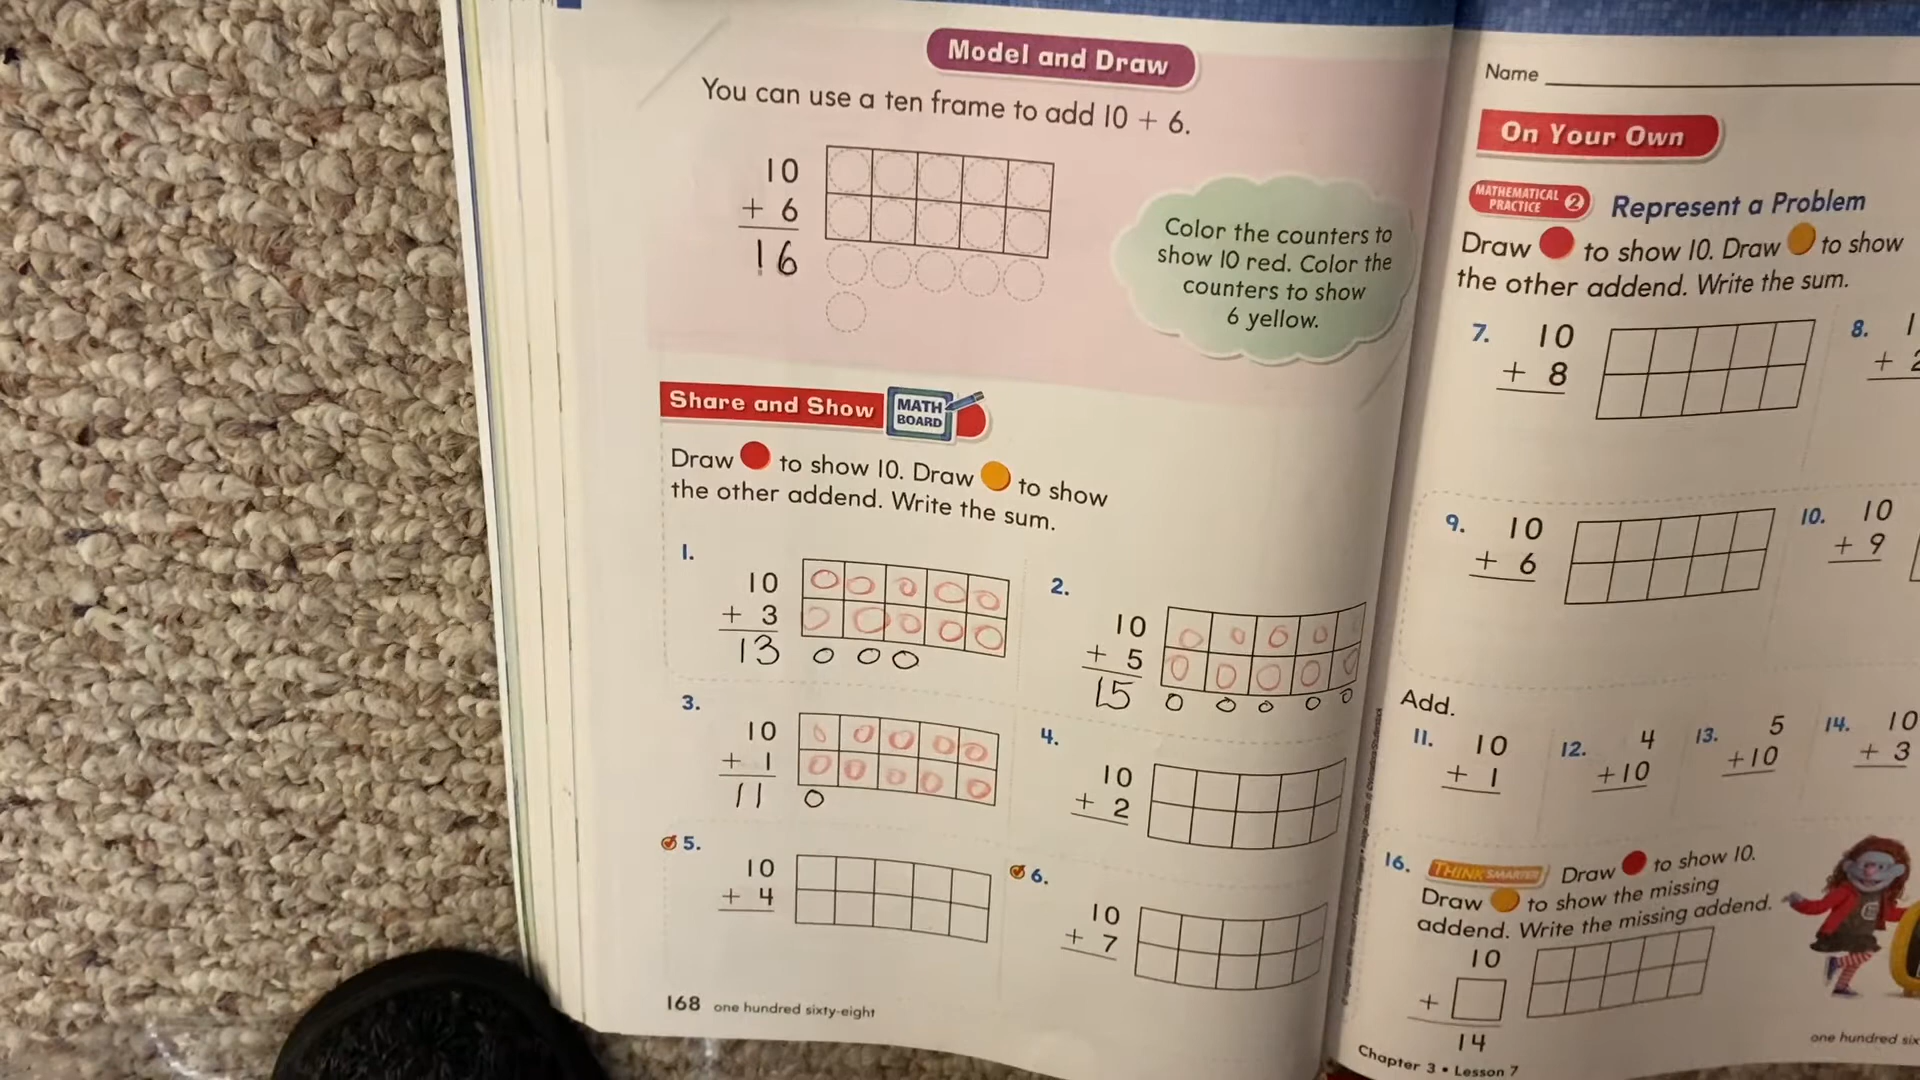 Model and Draw
You can use a ten frame to add 10 + 6.
10
+ 6
16
Color the counters to
show 10 red. Color the
counters to show
6 yellow.
Share and Show
MATH
BOARD
Draw to show 10. Draw to show
the other addend. Write the sum.
1.
10
+ 3
13
2.
10
+ 5
15
3.
10
+ 1
11
4.
10
+ 2
5.
10
+ 4
6.
10
+ 7
168 one hundred sixty-eight
Name
On Your Own
MATHEMATICAL
PRACTICE 2
Represent a Problem
Draw to show 10. Draw to show
the other addend. Write the sum.
7.
10
+ 8
8.
1
+ 2
9.
10
+ 6
10.
10
+ 9
Add.
11.
10
+ 1
12.
4
+10
13.
5
+10
14.
10
+ 3
16.
THINK SMARTER
Draw to show 10.
Draw to show the missing
addend. Write the missing addend.
10
+
14
Chapter 3 • Lesson 7
one hundred six